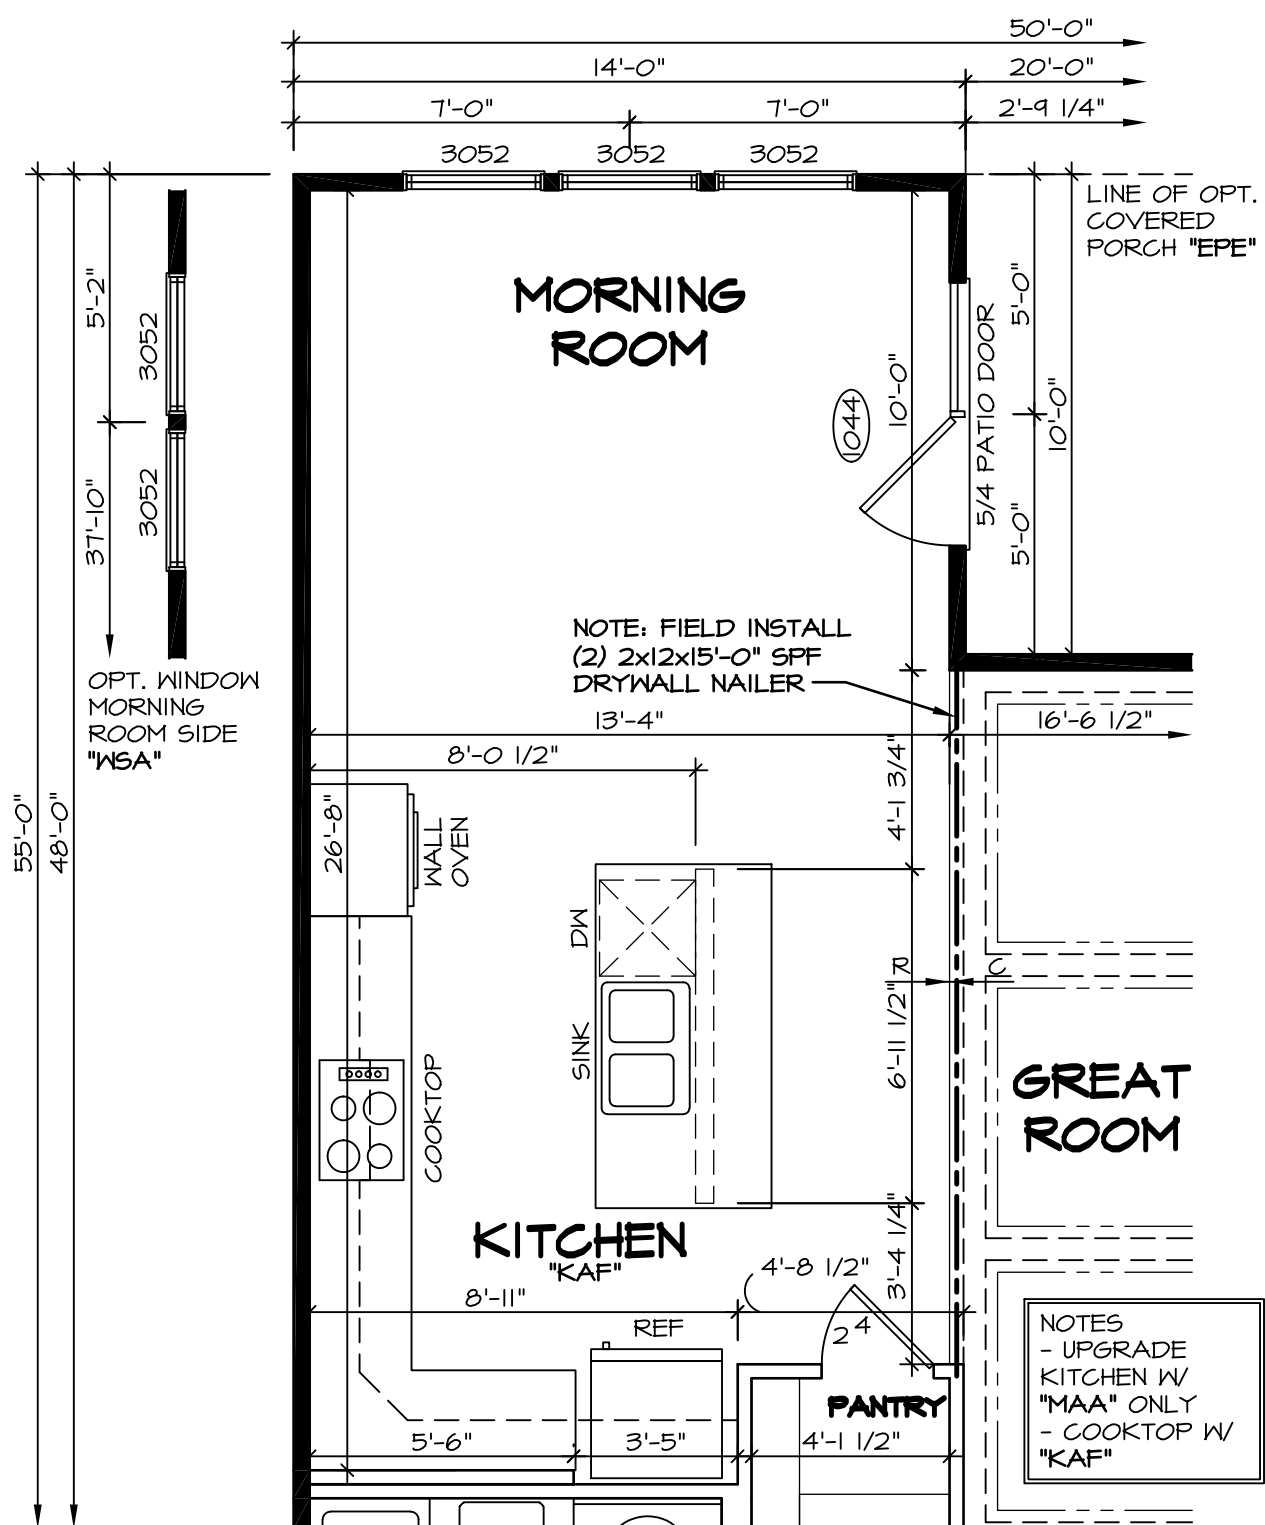 50'-0"
14'-0"
20'-0"
7'-0"
7'-0"
2'-9 1/4"
3052
3052
3052
LINE OF OPT.
COVERED
PORCH "EPE"
5'-2"
3052
37'-10"
3052
OPT. WINDOW
MORNING
ROOM SIDE
"WSA"
55'-0"
48'-0"
MORNING
ROOM
10'-0"
1044
5/4 PATIO DOOR
5'-0"
10'-0"
5'-0"
NOTE: FIELD INSTALL
(2) 2x12x15'-0" SPF
DRYWALL NAILER
13'-4"
16'-6 1/2"
8'-0 1/2"
4'-1 3/4"
26'-8"
WALL
OVEN
DW
SINK
R
C
6'-11 1/2"
COOKTOP
GREAT
ROOM
KITCHEN
"KAF"
3'-4 1/4"
4'-8 1/2"
8'-11"
REF
2 4
PANTRY
5'-6"
3'-5"
4'-1 1/2"
NOTES
- UPGRADE
KITCHEN W/
"MAA" ONLY
- COOKTOP W/
"KAF"